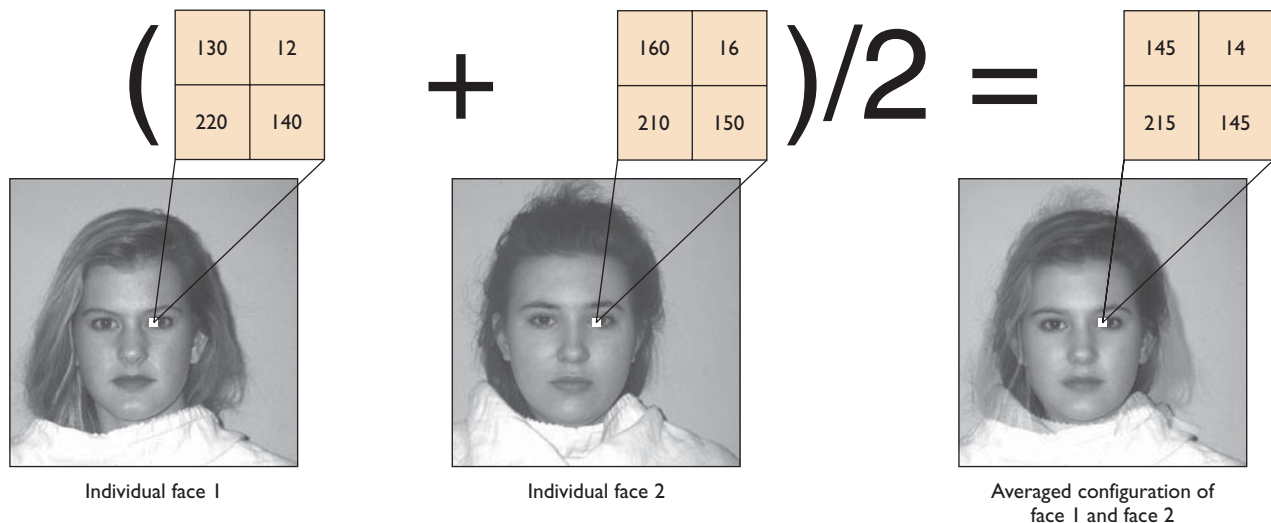 ( 130 12 + 160 16 )/2 = 145 14
220 140 210 150 215 145
Individual face 1
Individual face 2
Averaged configuration of
face 1 and face 2